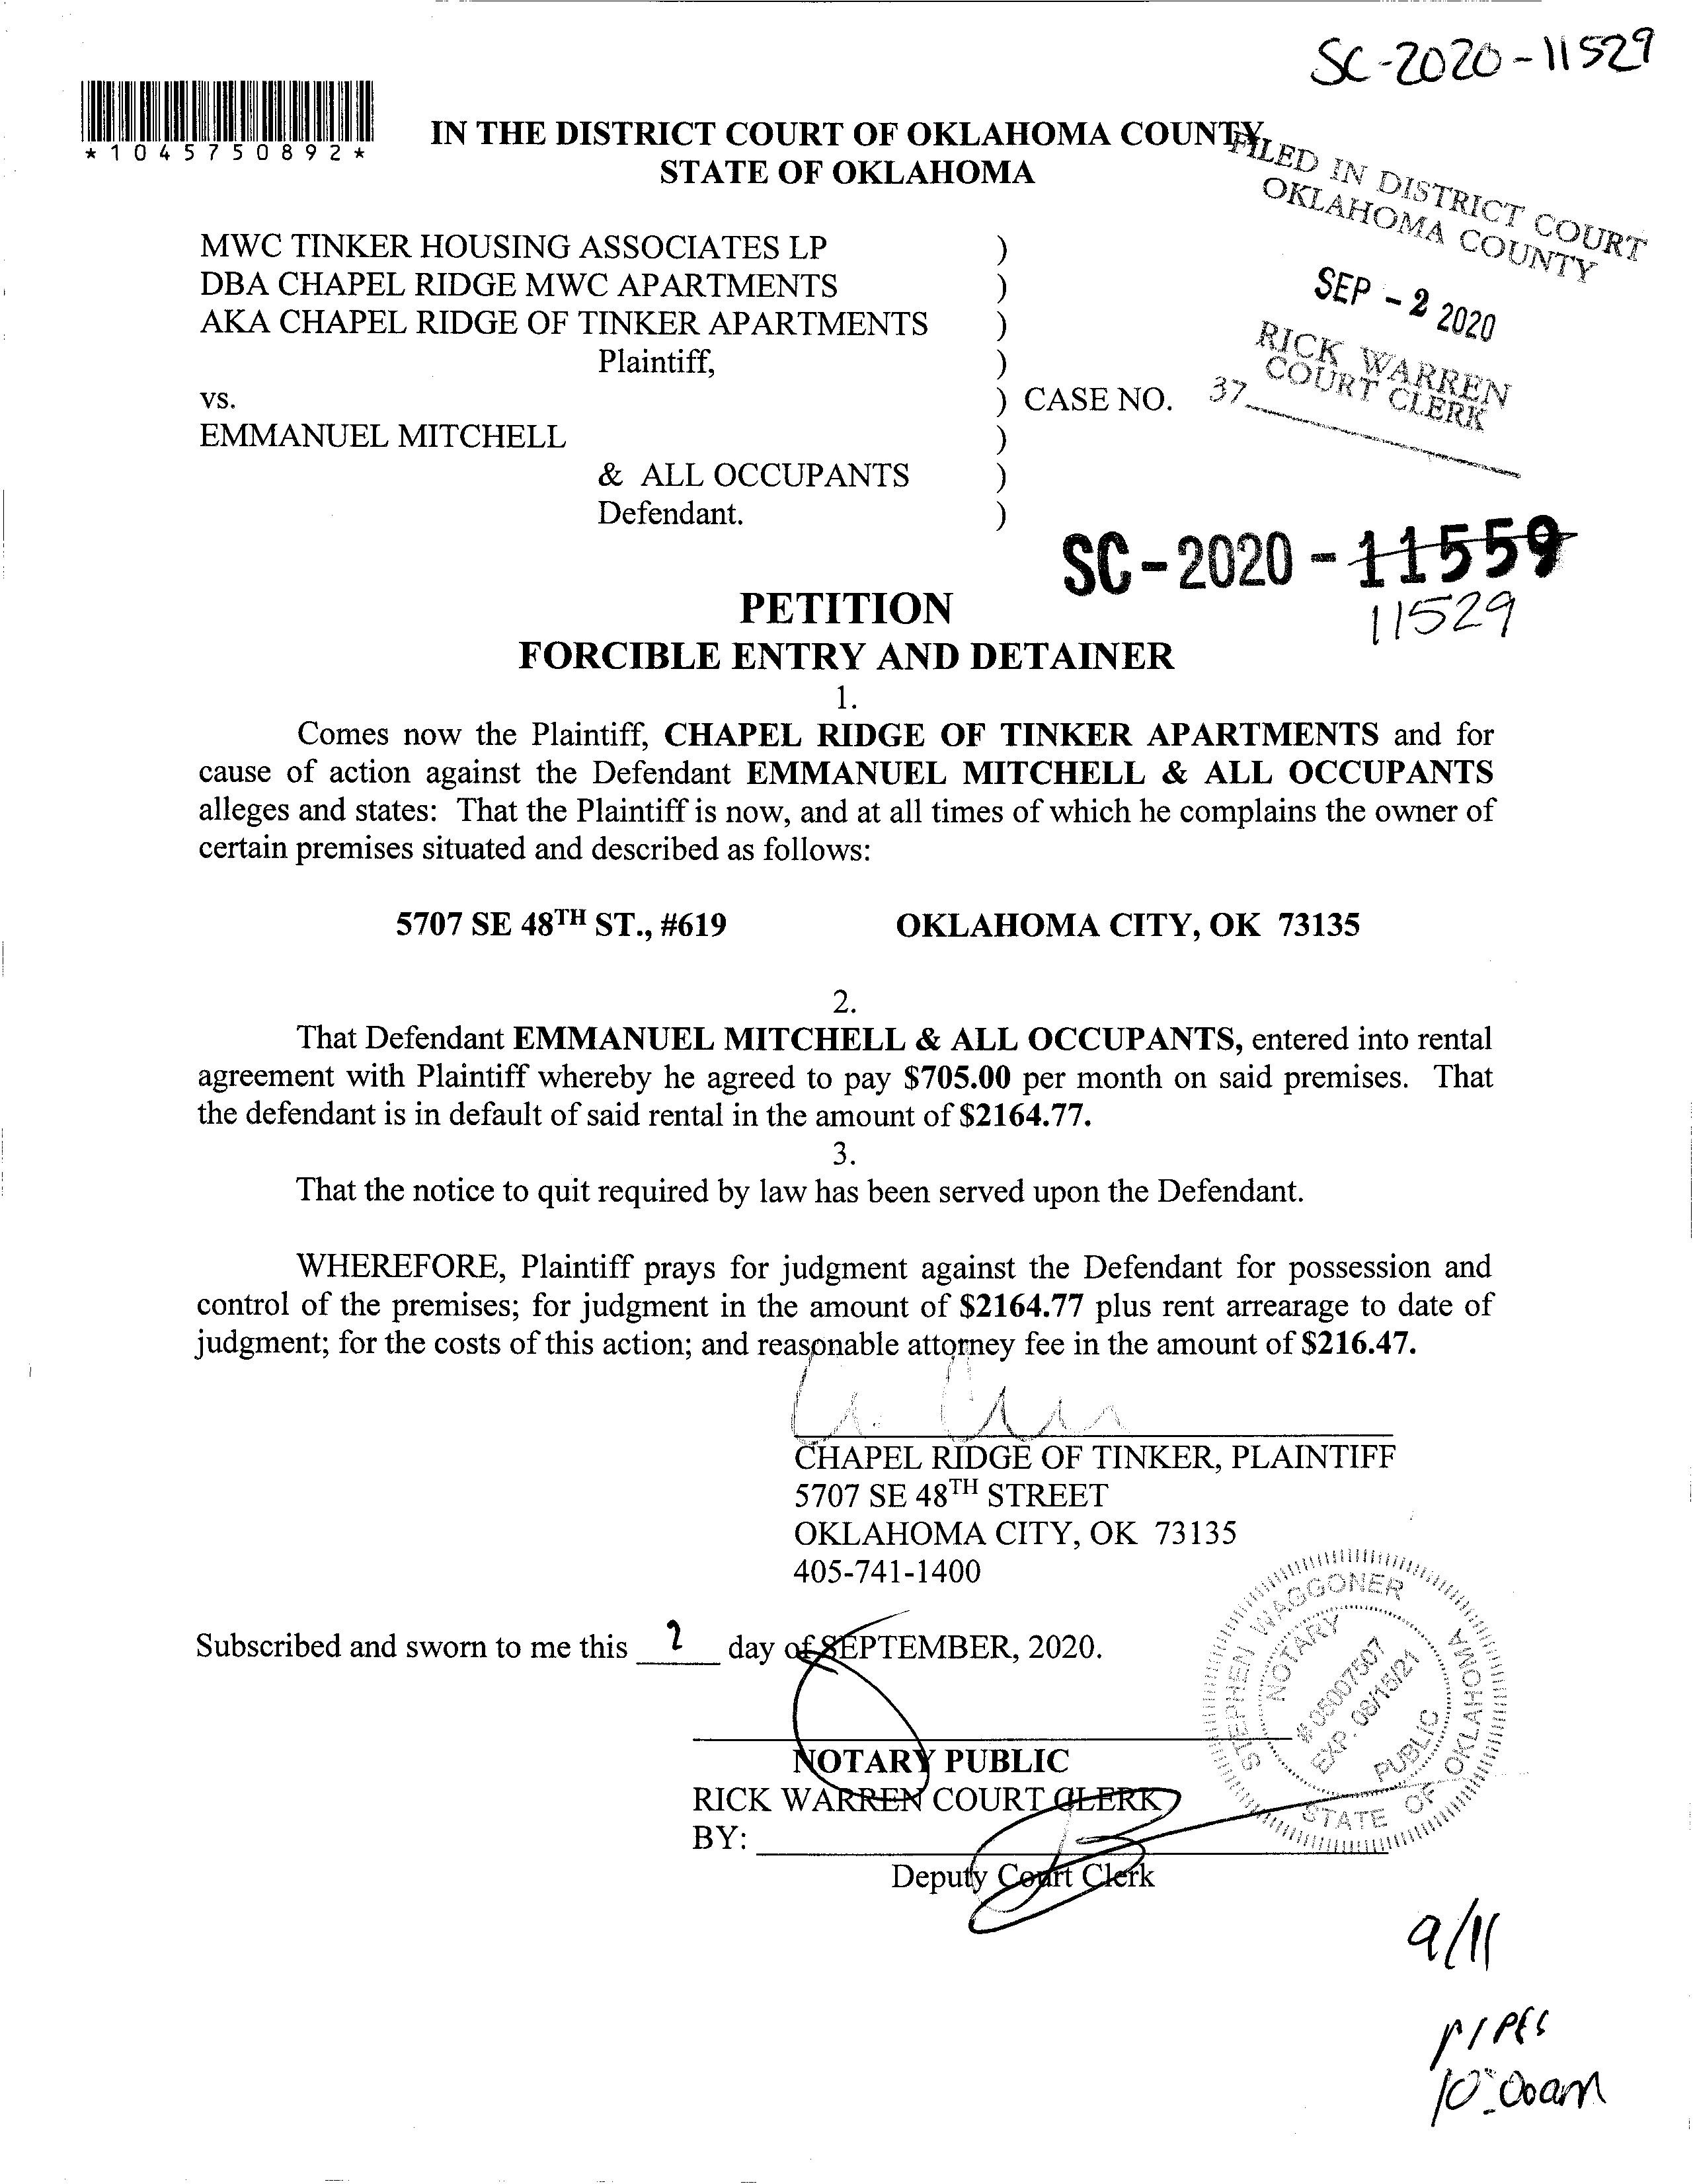 SC-2020-11529
*1045750892*
IN THE DISTRICT COURT OF OKLAHOMA COUNTY
STATE OF OKLAHOMA
FILED IN DISTRICT COURT
OKLAHOMA COUNTY
SEP - 2 2020
RICK WARREN
COURT CLERK
37
MWC TINKER HOUSING ASSOCIATES LP )
DBA CHAPEL RIDGE MWC APARTMENTS )
AKA CHAPEL RIDGE OF TINKER APARTMENTS )
Plaintiff, )
vs. ) CASE NO.
EMMANUEL MITCHELL )
& ALL OCCUPANTS )
Defendant. )
SC-2020-11559
11529
PETITION
FORCIBLE ENTRY AND DETAINER
1.
Comes now the Plaintiff, CHAPEL RIDGE OF TINKER APARTMENTS and for
cause of action against the Defendant EMMANUEL MITCHELL & ALL OCCUPANTS
alleges and states: That the Plaintiff is now, and at all times of which he complains the owner of
certain premises situated and described as follows:
5707 SE 48TH ST., #619 OKLAHOMA CITY, OK 73135
2.
That Defendant EMMANUEL MITCHELL & ALL OCCUPANTS, entered into rental
agreement with Plaintiff whereby he agreed to pay $705.00 per month on said premises. That
the defendant is in default of said rental in the amount of $2164.77.
3.
That the notice to quit required by law has been served upon the Defendant.
WHEREFORE, Plaintiff prays for judgment against the Defendant for possession and
control of the premises; for judgment in the amount of $2164.77 plus rent arrearage to date of
judgment; for the costs of this action; and reasonable attorney fee in the amount of $216.47.
CHAPEL RIDGE OF TINKER, PLAINTIFF
5707 SE 48TH STREET
OKLAHOMA CITY, OK 73135
405-741-1400
Subscribed and sworn to me this 2 day of SEPTEMBER, 2020.
STEPHEN WAGGONER
NOTARY PUBLIC
# 05007507
EXP. 08/15/21
STATE OF OKLAHOMA
NOTARY PUBLIC
RICK WARREN COURT CLERK
BY:
Deputy Court Clerk
9/11
10:00am